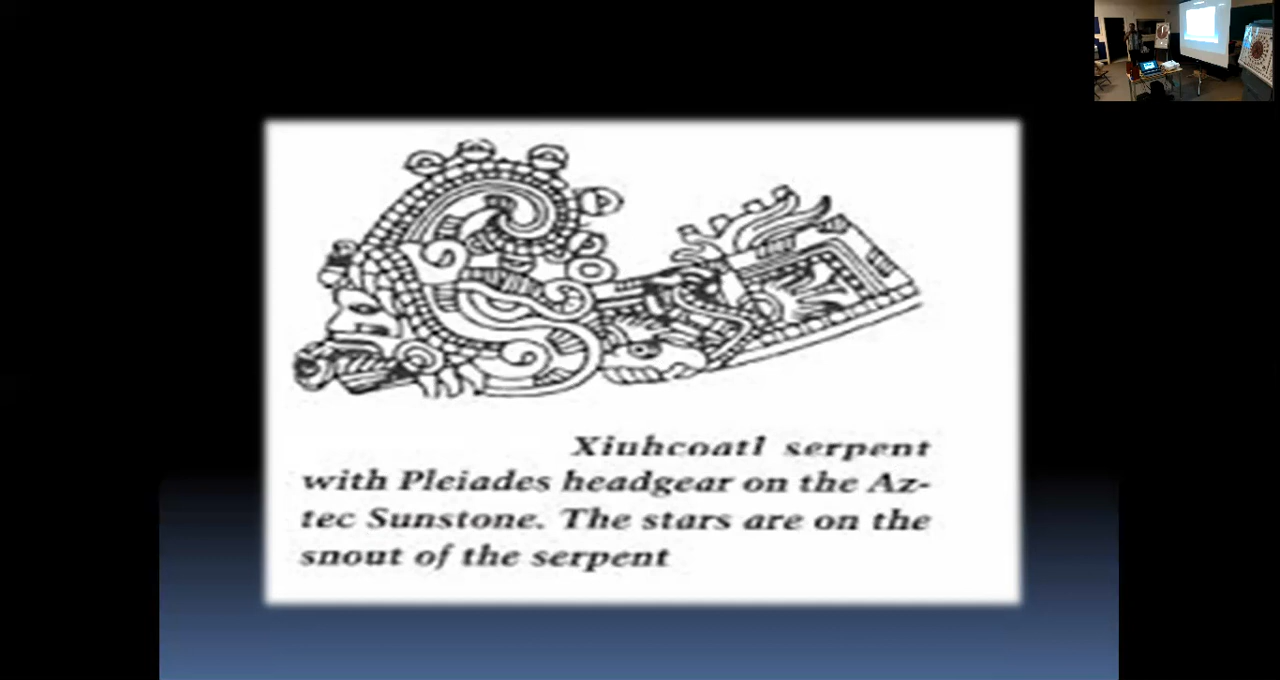 Xiuhcoatl serpent
with Pleiades headgear on the Az-
tec Sunstone. The stars are on the
snout of the serpent